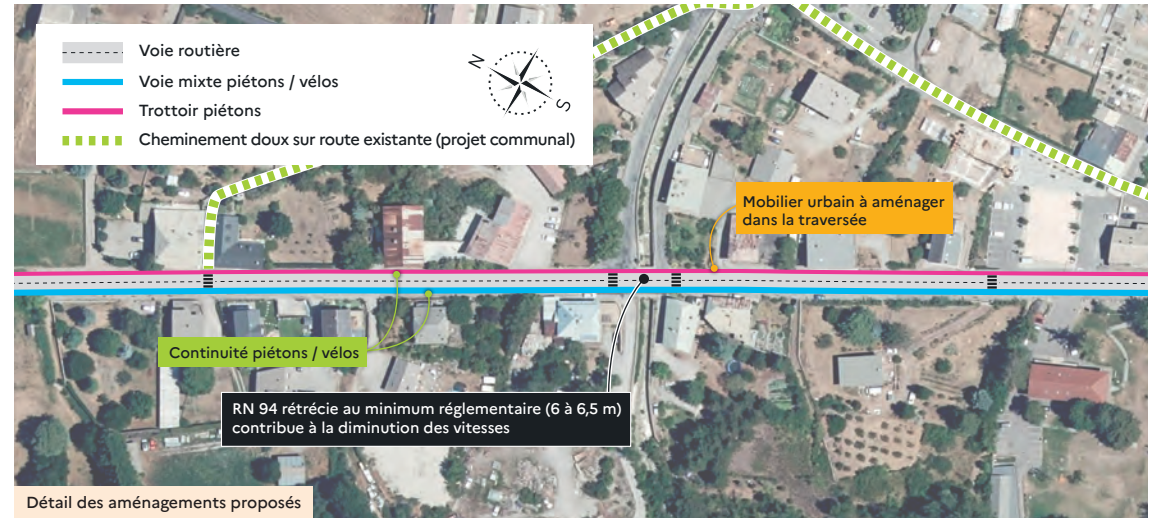 Voie routière
Voie mixte piétons / vélos
Trottoir piétons
Cheminement doux sur route existante (projet communal)
N
S
Mobilier urbain à aménager
dans la traversée
Continuité piétons / vélos
RN 94 rétrécie au minimum réglementaire (6 à 6,5 m)
contribue à la diminution des vitesses
Détail des aménagements proposés